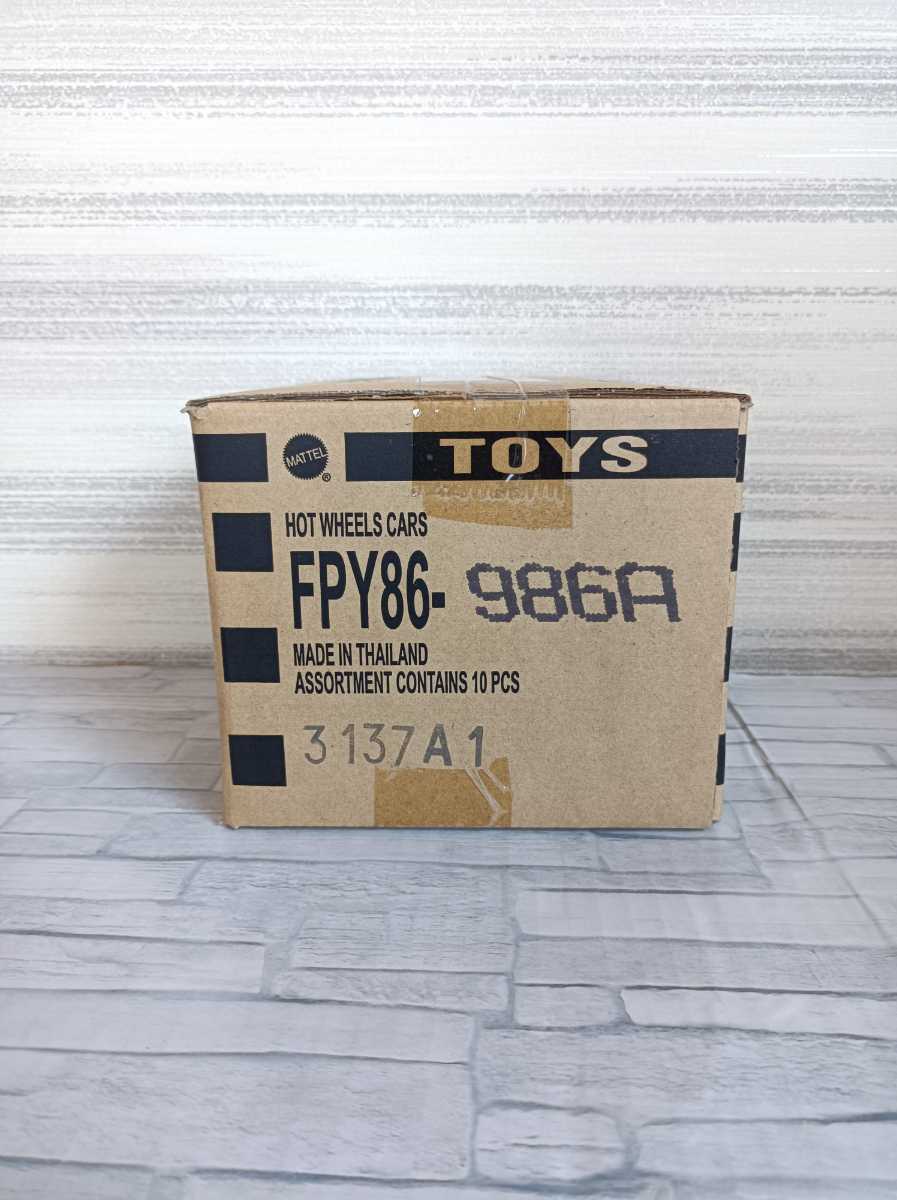 MATTEL ® TOYS
HOT WHEELS CARS
FPY86- 986A
MADE IN THAILAND
ASSORTMENT CONTAINS 10 PCS
3137A1